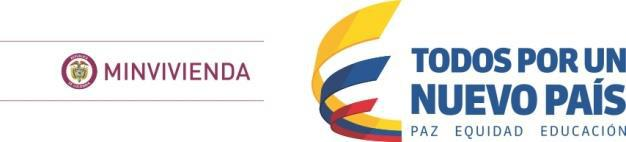 MINVIVIENDA
TODOS POR UN
NUEVO PAÍS
PAZ EQUIDAD EDUCACIÓN